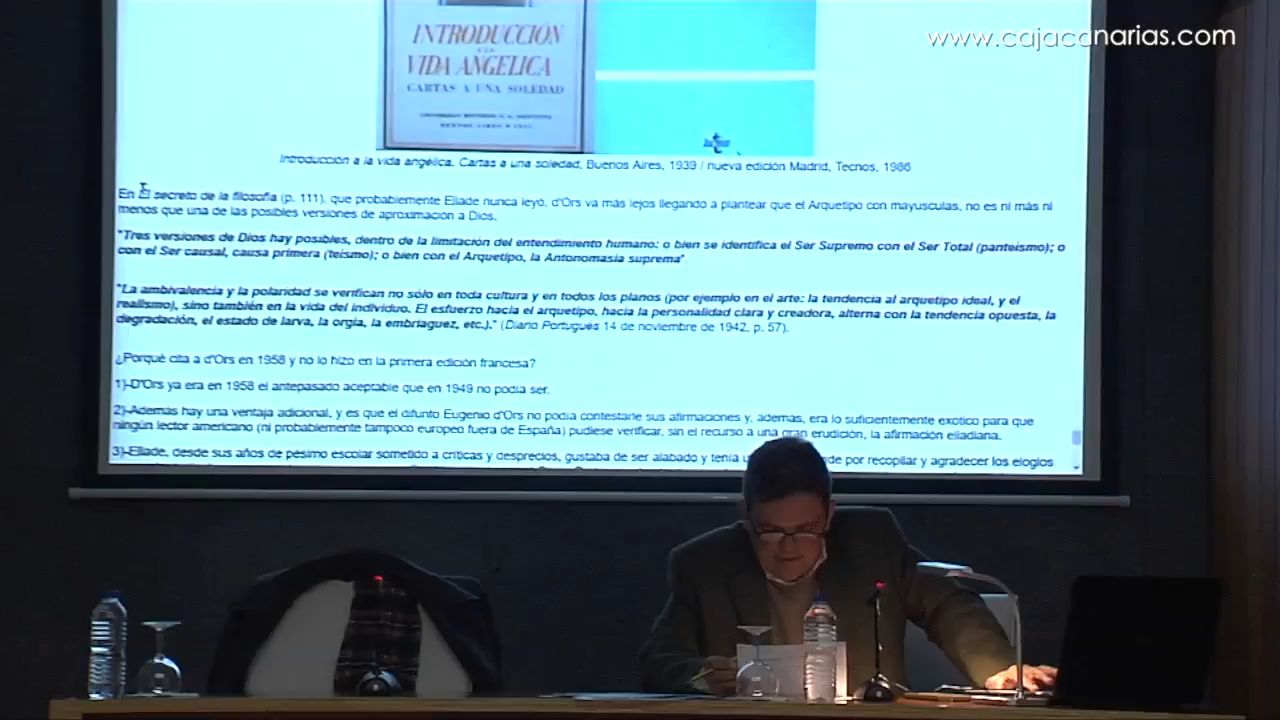 www.cajacanarias.com
INTRODUCCIÓN
A LA
VIDA ANGELICA
CARTAS A UNA SOLEDAD
Introducción a la vida angélica. Cartas a una soledad, Buenos Aires, 1939 / nueva edición Madrid, Tecnos, 1986
En El secreto de la filosofía (p. 111), que probablemente Eliade nunca leyó, d'Ors va más lejos llegando a plantear que el Arquetipo con mayusculas, no es ni más ni
menos que una de las posibles versiones de aproximación a Dios.
"Tres versiones de Dios hay posibles, dentro de la limitación del entendimiento humano: o bien se identifica el Ser Supremo con el Ser Total (panteísmo); o
con el Ser causal, causa primera (teísmo); o bien con el Arquetipo, la Antonomasia suprema"
"La ambivalencia y la polaridad se verifican no sólo en toda cultura y en todos los planos (por ejemplo en el arte: la tendencia al arquetipo ideal, y el
realismo), sino también en la vida del individuo. El esfuerzo hacia el arquetipo, hacia la personalidad clara y creadora, alterna con la tendencia opuesta, la
degradación, el estado de larva, la orgía, la embriaguez, etc.)." (Diario Portugués 14 de noviembre de 1942, p. 57).
¿Porqué cita a d'Ors en 1958 y no lo hizo en la primera edición francesa?
1)-D'Ors ya era en 1958 el antepasado aceptable que en 1949 no podía ser.
2)-Además hay una ventaja adicional, y es que el difunto Eugenio d'Ors no podía contestarle sus afirmaciones y, además, era lo suficientemente exótico para que
ningún lector americano (ni probablemente tampoco europeo fuera de España) pudiese verificar, sin el recurso a una gran erudición, la afirmación eliadiana.
3)-Eliade, desde sus años de pésimo escolar sometido a críticas y desprecios, gustaba de ser alabado y tenía por recopilar y agradecer los elogios